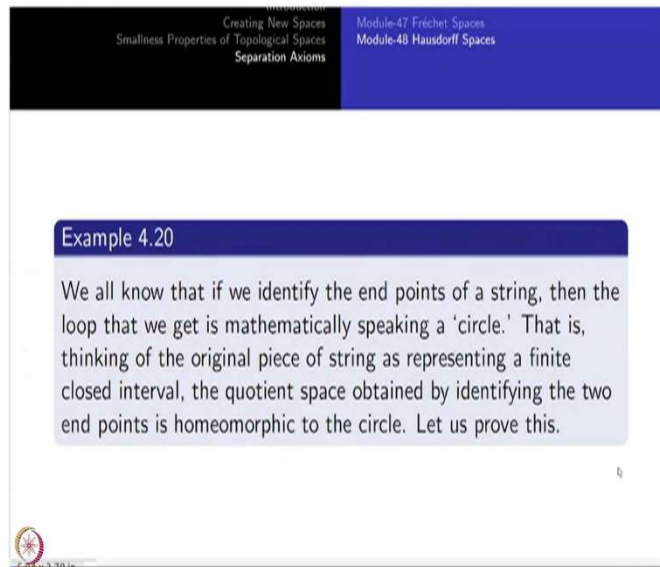 Introduction
Creating New Spaces
Smallness Properties of Topological Spaces
Separation Axioms
Module-47 Fréchet Spaces
Module-48 Hausdorff Spaces
Example 4.20
We all know that if we identify the end points of a string, then the
loop that we get is mathematically speaking a ‘circle.’ That is,
thinking of the original piece of string as representing a finite
closed interval, the quotient space obtained by identifying the two
end points is homeomorphic to the circle. Let us prove this.